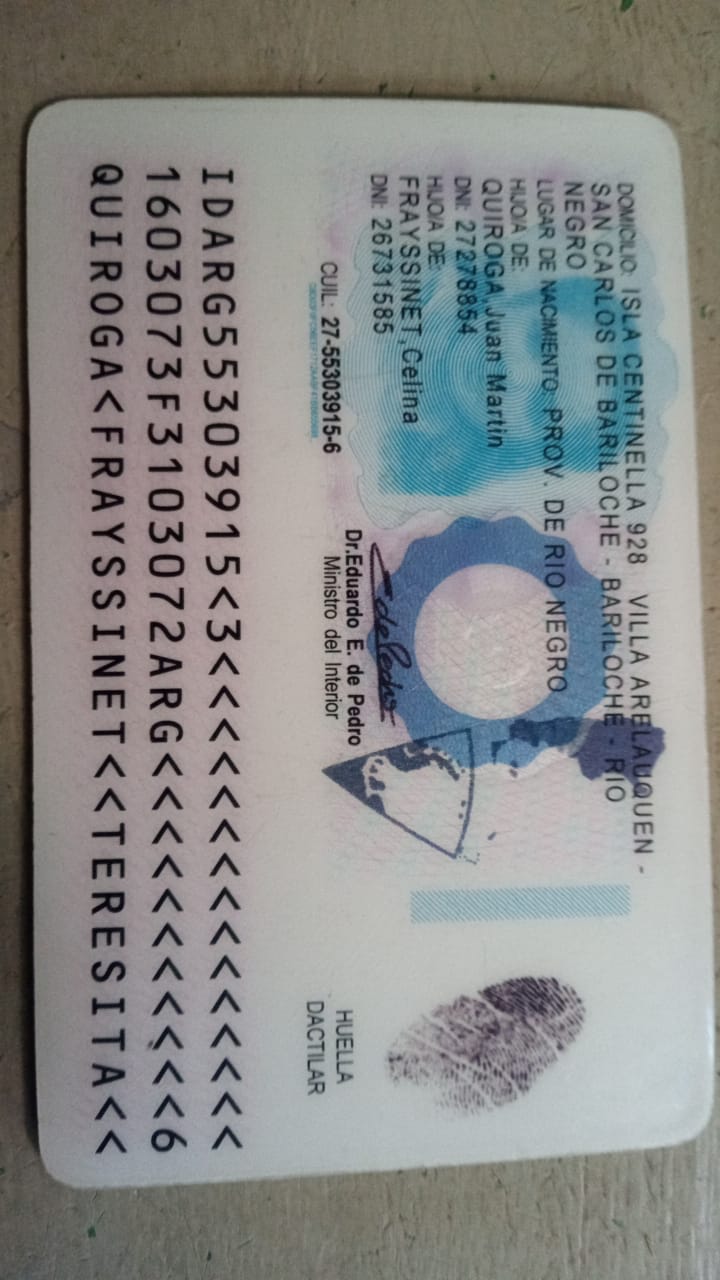 DOMICILIO: ISLA CENTINELLA 928 VILLA ARELAUQUEN -
SAN CARLOS DE BARILOCHE - BARILOCHE - RIO
NEGRO
LUGAR DE NACIMIENTO: PROV. DE RIO NEGRO
HIJO/A DE:
QUIROGA,Juan Martin
DNI: 27278854
HIJO/A DE:
FRAYSSINET,Celina
DNI: 26731585
CUIL: 27-55303915-6
Dr.Eduardo E. de Pedro
Ministro del Interior
HUELLA
DACTILAR
IDARG55303915<3<<<<<<<<<<<<<<<
1603073F3103072ARG<<<<<<<<<<<6
QUIROGA<FRAYSSINET<<TERESITA<<